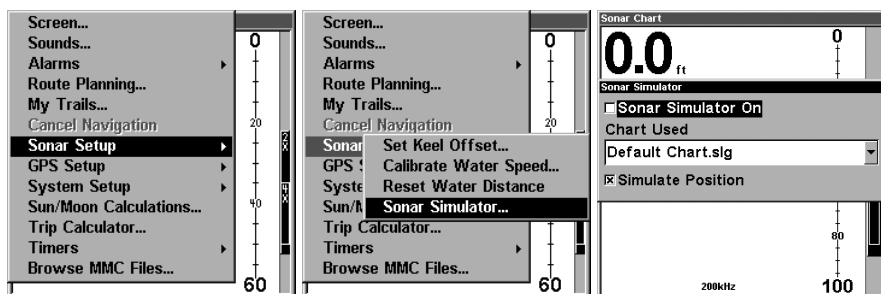 Screen...
Sounds...
Alarms
Route Planning...
My Trails...
Cancel Navigation
Sonar Setup
GPS Setup
System Setup
Sun/Moon Calculations...
Trip Calculator...
Timers
Browse MMC Files...
0
20
40
60
2X
4X
Screen...
Sounds...
Alarms
Route Planning...
My Trails...
Cancel Navigation
Sonar
GPS
Syste
Sun/M
Trip Calculator...
Timers
Browse MMC Files...
Set Keel Offset...
Calibrate Water Speed...
Reset Water Distance
Sonar Simulator...
0
20
60
Sonar Chart
0.0 ft
0
Sonar Simulator
Sonar Simulator On
Chart Used
Default Chart.slg
Simulate Position
80
200kHz
100